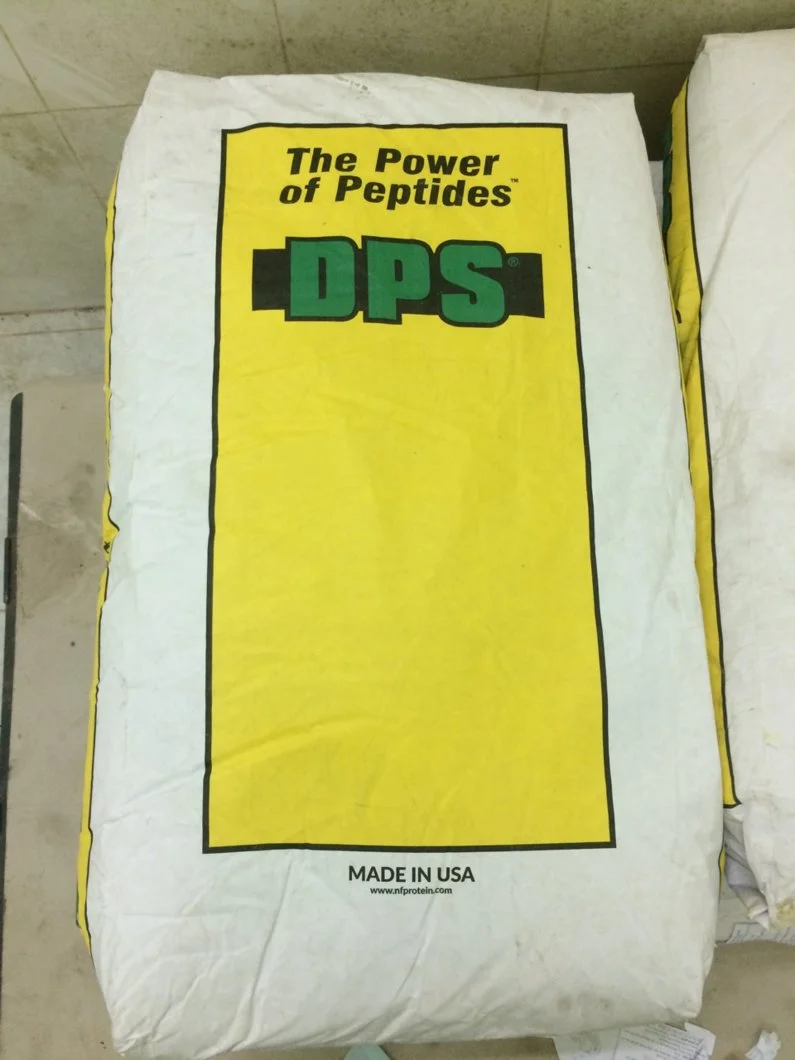 The Power
of Peptides™
DPS®
MADE IN USA
www.nfprotein.com